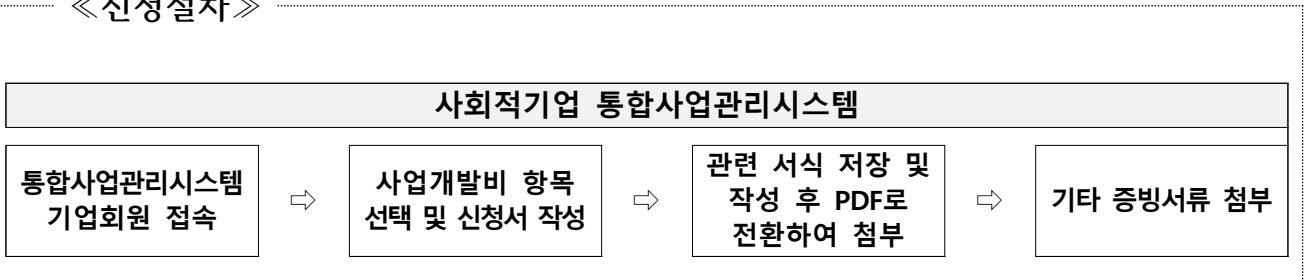 ≪신청절차≫
사회적기업 통합사업관리시스템
통합사업관리시스템
기업회원 접속
⇨
사업개발비 항목
선택 및 신청서 작성
⇨
관련 서식 저장 및
작성 후 PDF로
전환하여 첨부
⇨
기타 증빙서류 첨부